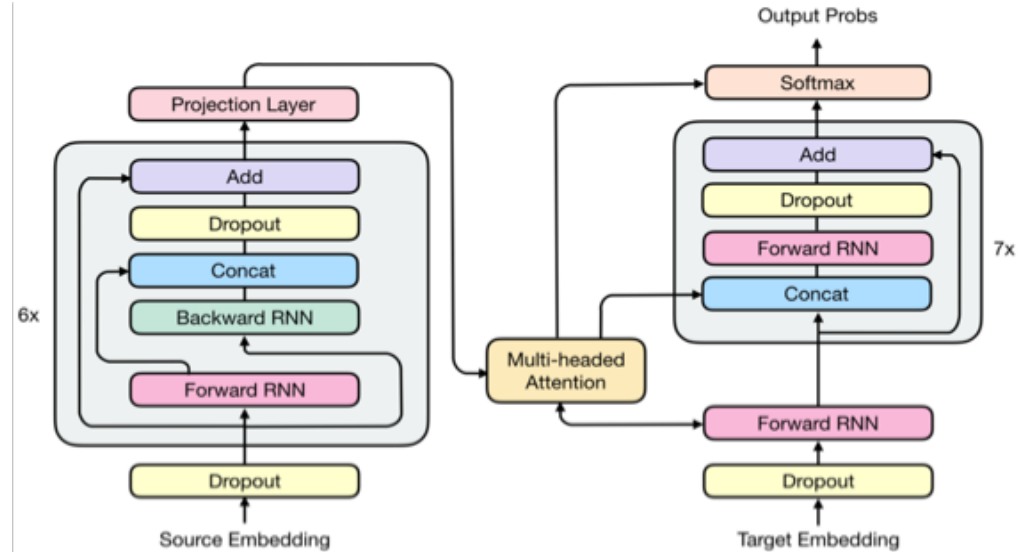 Projection Layer
Add
Dropout
Concat
Backward RNN
6x
Forward RNN
Dropout
Source Embedding
Multi-headed
Attention
Output Probs
Softmax
Add
Dropout
Forward RNN
7x
Concat
Forward RNN
Dropout
Target Embedding